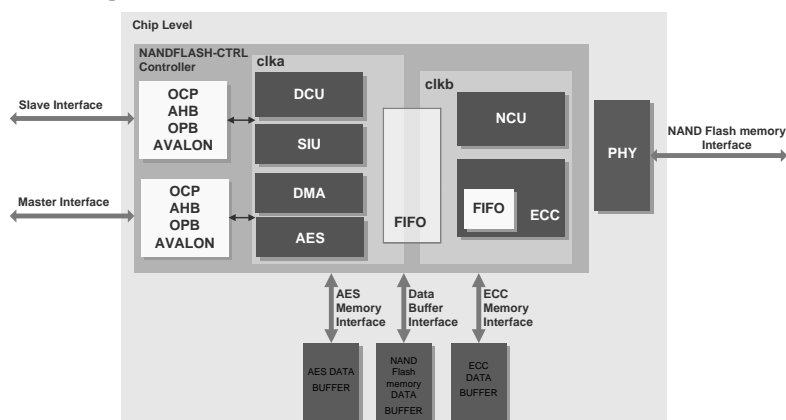 Chip Level
NANDFLASH-CTRL
Controller
clka
clkb
Slave Interface
OCP
AHB
OPB
AVALON
DCU
SIU
NCU
PHY
NAND Flash memory
Interface
Master Interface
OCP
AHB
OPB
AVALON
DMA
AES
FIFO
FIFO
ECC
AES
Memory
Interface
Data
Buffer
Interface
ECC
Memory
Interface
AES DATA
BUFFER
NAND
Flash
memory
DATA
BUFFER
ECC
DATA
BUFFER